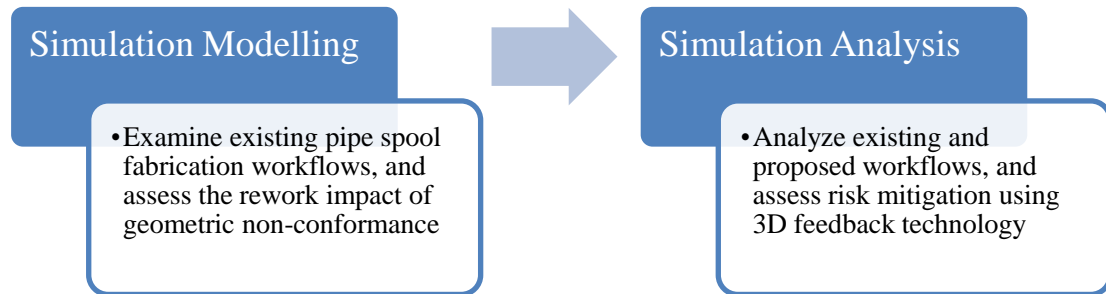 Simulation Modelling
•Examine existing pipe spool
fabrication workflows, and
assess the rework impact of
geometric non-conformance
Simulation Analysis
•Analyze existing and
proposed workflows, and
assess risk mitigation using
3D feedback technology